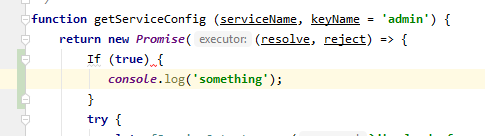 function getServiceConfig (serviceName, keyName = 'admin') {
return new Promise( executor: (resolve, reject) => {
If (true) {
console.log('something');
}
try {